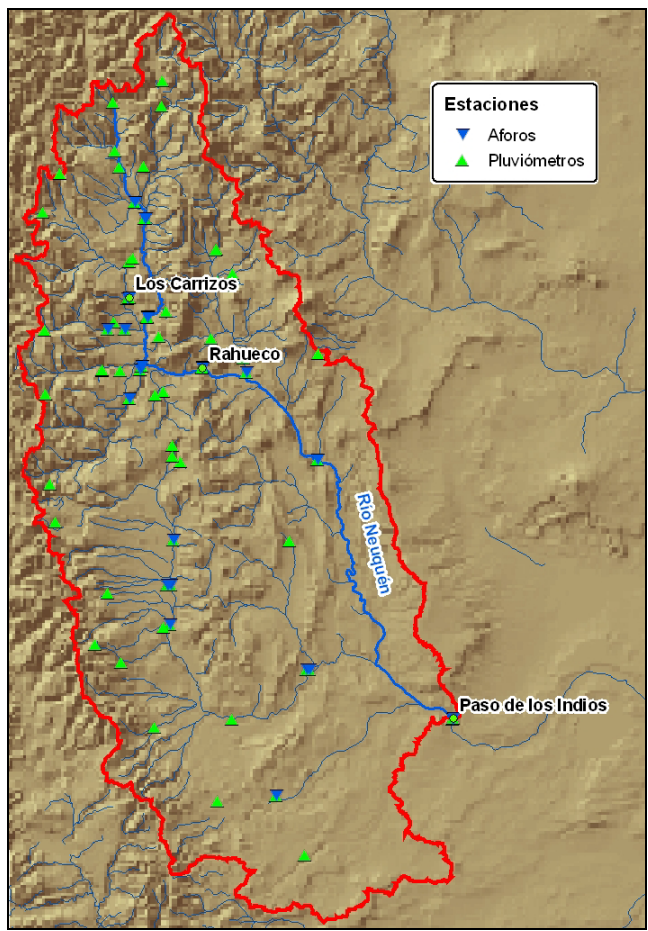 Estaciones
Aforos
Pluviómetros
Los Carrizos
Rahueco
Río Neuquén
Paso de los Indios